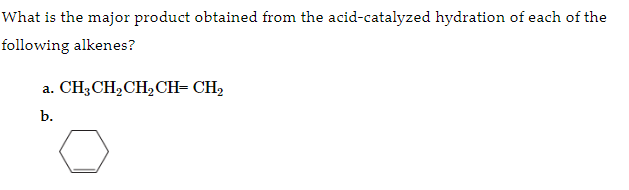 What is the major product obtained from the acid-catalyzed hydration of each of the
following alkenes?
a. CH₃CH₂CH₂CH= CH₂
b.